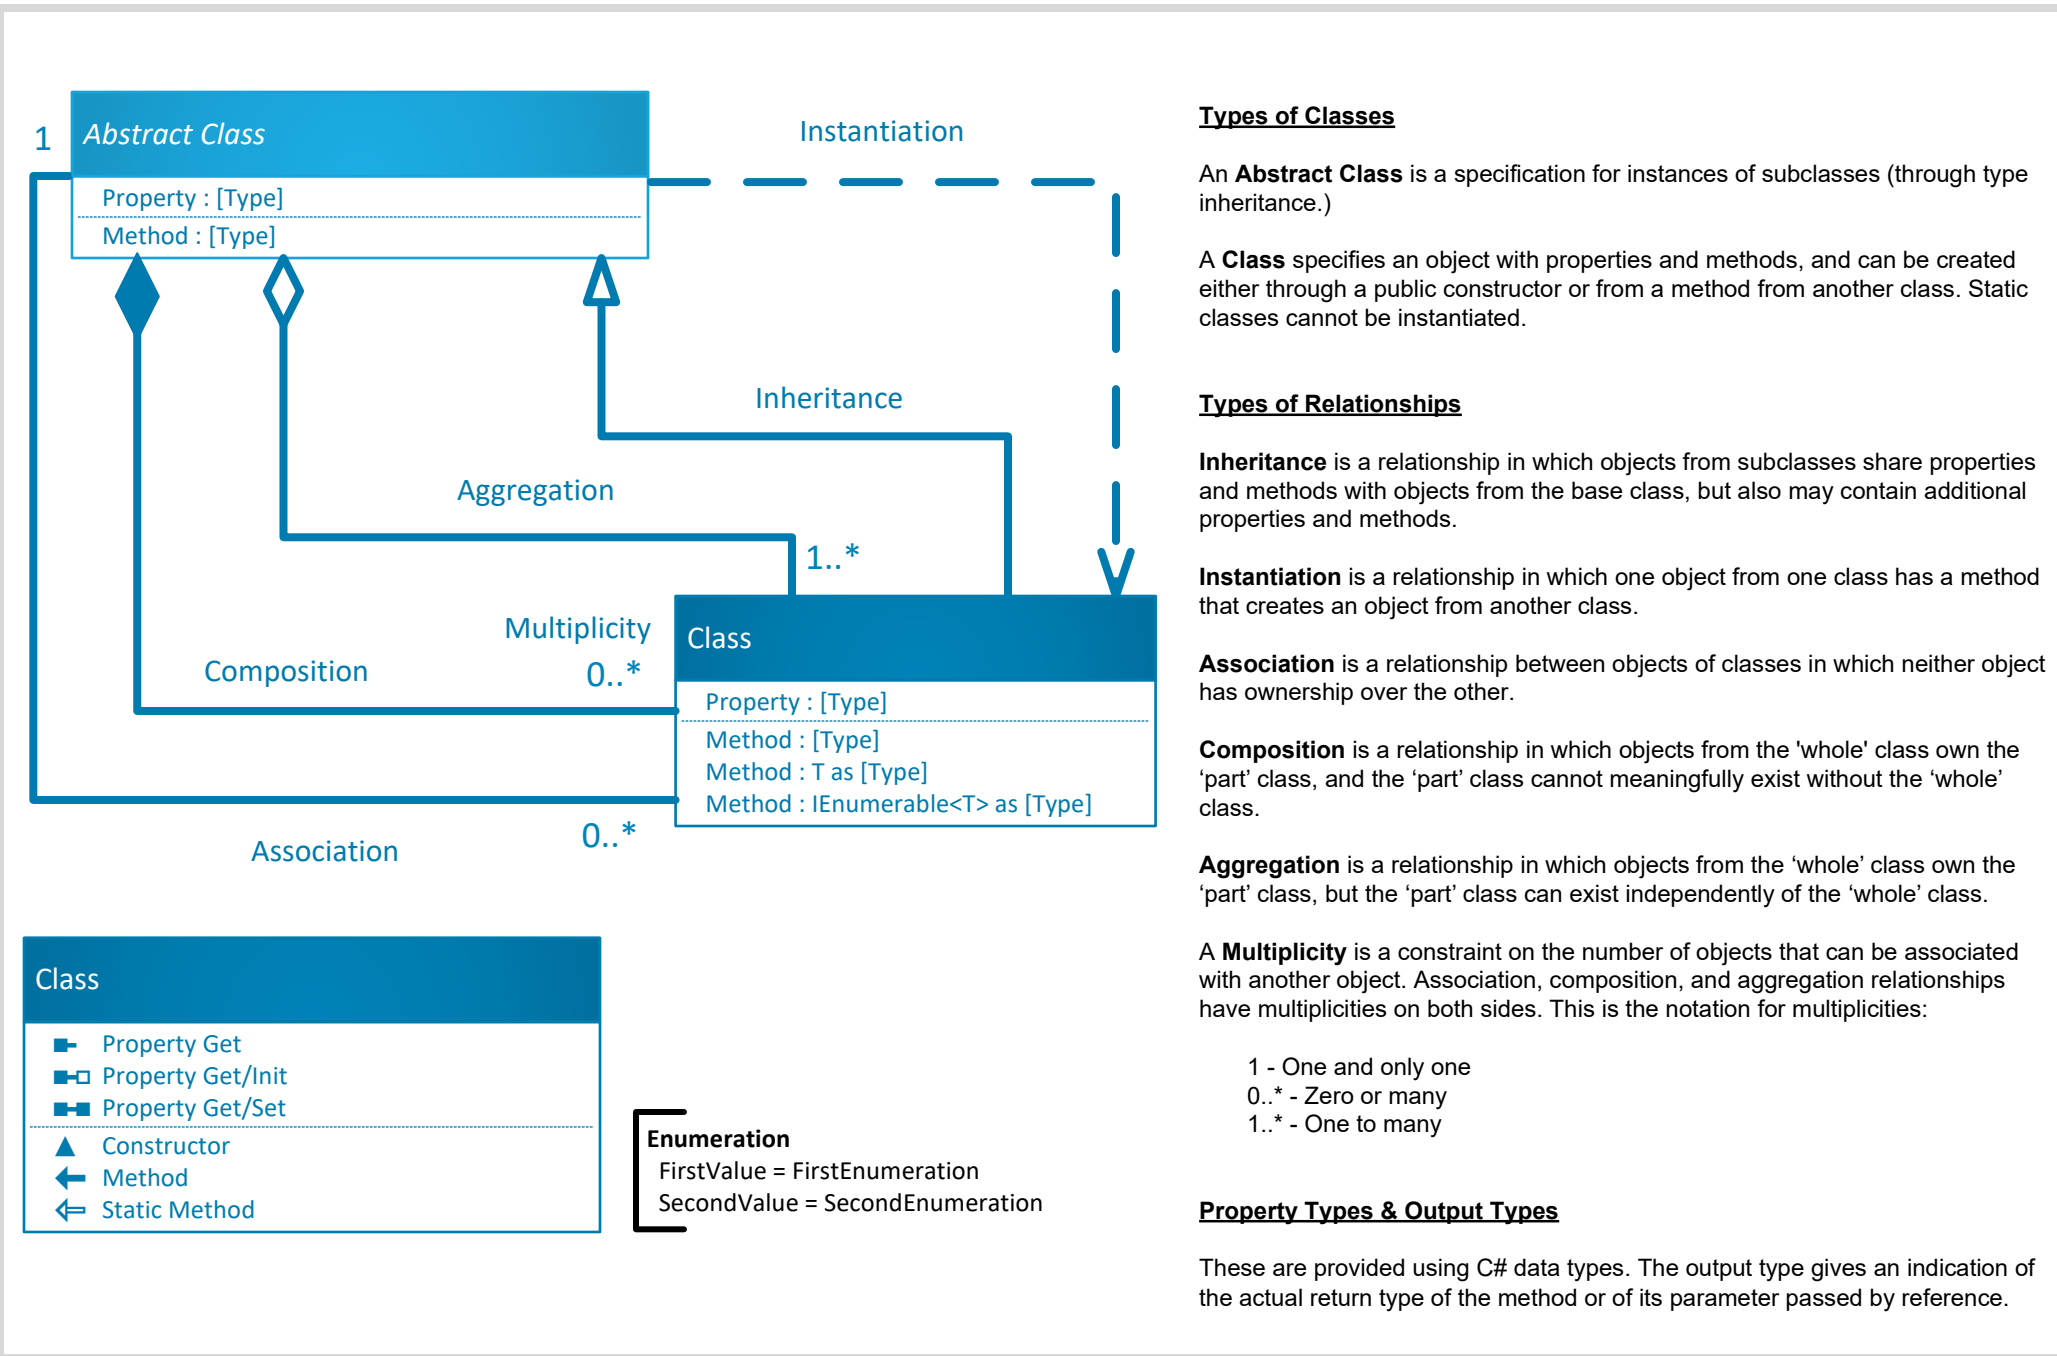 1
Abstract Class
Property : [Type]
Method : [Type]
Instantiation
Inheritance
Aggregation
1..*
Multiplicity
0..*
Composition
Class
Property : [Type]
Method : [Type]
Method : T as [Type]
Method : IEnumerable<T> as [Type]
0..*
Association
Class
Property Get
Property Get/Init
Property Get/Set
Constructor
Method
Static Method
Enumeration
FirstValue = FirstEnumeration
SecondValue = SecondEnumeration
Types of Classes
An Abstract Class is a specification for instances of subclasses (through type
inheritance.)
A Class specifies an object with properties and methods, and can be created
either through a public constructor or from a method from another class. Static
classes cannot be instantiated.
Types of Relationships
Inheritance is a relationship in which objects from subclasses share properties
and methods with objects from the base class, but also may contain additional
properties and methods.
Instantiation is a relationship in which one object from one class has a method
that creates an object from another class.
Association is a relationship between objects of classes in which neither object
has ownership over the other.
Composition is a relationship in which objects from the 'whole' class own the
‘part’ class, and the ‘part’ class cannot meaningfully exist without the ‘whole’
class.
Aggregation is a relationship in which objects from the ‘whole’ class own the
‘part’ class, but the ‘part’ class can exist independently of the ‘whole’ class.
A Multiplicity is a constraint on the number of objects that can be associated
with another object. Association, composition, and aggregation relationships
have multiplicities on both sides. This is the notation for multiplicities:
1 - One and only one
0..* - Zero or many
1..* - One to many
Property Types & Output Types
These are provided using C# data types. The output type gives an indication of
the actual return type of the method or of its parameter passed by reference.